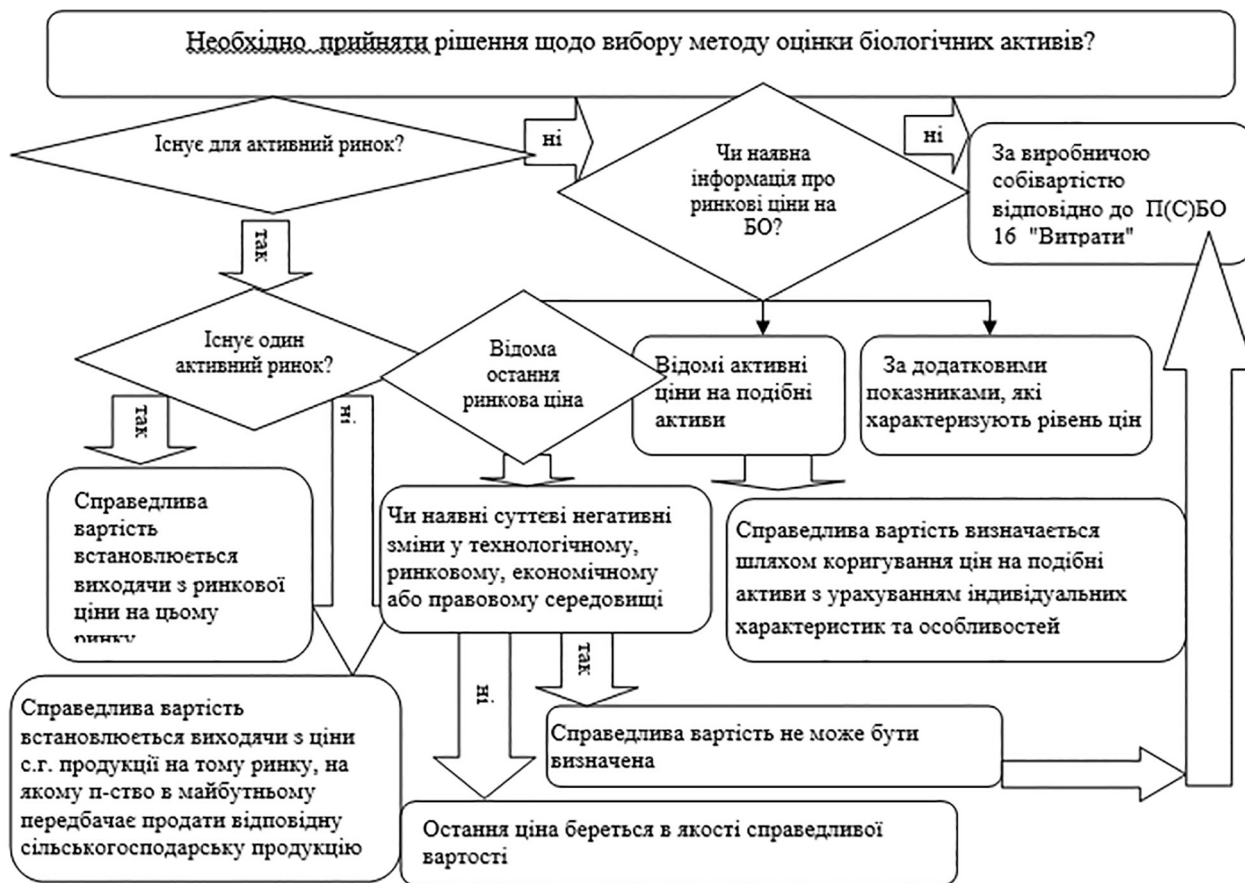 Необхідно прийняти рішення щодо вибору методу оцінки біологічних активів?
Існує для активний ринок?
ні
Чи наявна
інформація про
ринкові ціни на
БО?
ні
За виробничою
собівартістю
відповідно до П(С)БО
16 "Витрати"
так
Існує один
активний ринок?
Відома
остання
ринкова ціна
Відомі активні
ціни на подібні
активи
За додатковими
показниками, які
характеризують рівень цін
так
ні
Справедлива
вартість
встановлюється
виходячи з ринкової
ціни на цьому
ринку
Чи наявні суттєві негативні
зміни у технологічному,
ринковому, економічному
або правовому середовищі
Справедлива вартість визначається
шляхом коригування цін на подібні
активи з урахуванням індивідуальних
характеристик та особливостей
ні
так
Справедлива вартість
встановлюється виходячи з ціни
с.г. продукції на тому ринку, на
якому п-ство в майбутньому
передбачає продати відповідну
сільськогосподарську продукцію
Справедлива вартість не може бути
визначена
Остання ціна береться в якості справедливої
вартості